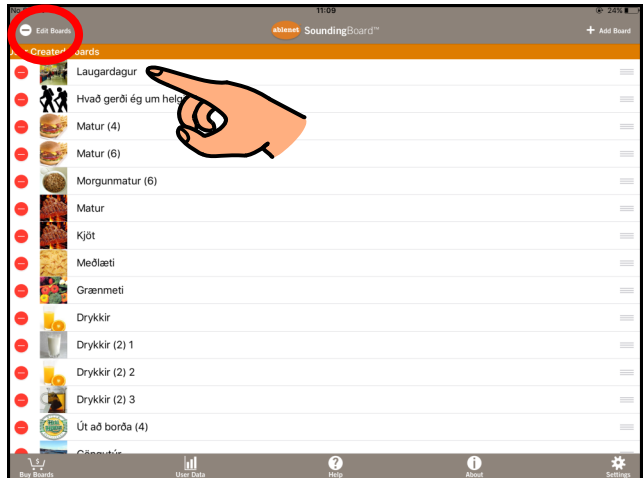 11:09
24%
Edit Boards
ablenet SoundingBoard™
+ Add Board
Created
Laugardagur
Hvað gerði ég um
Matur (4)
Matur (6)
Morgunmatur (6)
Matur
Kjöt
Meðlæti
Grænmeti
Drykkir
Drykkir (2) 1
Drykkir (2) 2
Drykkir (2) 3
Út að borða (4)
Buy Boards
User Data
Help
About
Settings